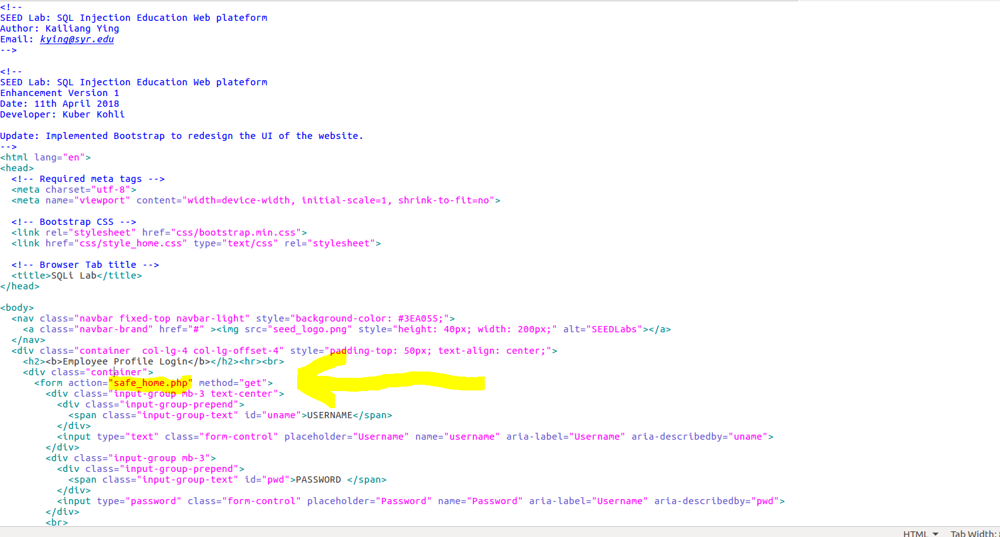 <!--
SEED Lab: SQL Injection Education Web plateform
Author: Kailiang Ying
Email: kying@syr.edu
-->

<!--
SEED Lab: SQL Injection Education Web plateform
Enhancement Version 1
Date: 11th April 2018
Developer: Kuber Kohli

Update: Implemented Bootstrap to redesign the UI of the website.
-->
<html lang="en">
<head>
  <!-- Required meta tags -->
  <meta charset="utf-8">
  <meta name="viewport" content="width=device-width, initial-scale=1, shrink-to-fit=no">

  <!-- Bootstrap CSS -->
  <link rel="stylesheet" href="css/bootstrap.min.css">
  <link href="css/style_home.css" type="text/css" rel="stylesheet">

  <!-- Browser Tab title -->
  <title>SQLi Lab</title>
</head>

<body>
  <nav class="navbar fixed-top navbar-light" style="background-color: #3EA055;">
    <a class="navbar-brand" href="#" ><img src="seed_logo.png" style="height: 40px; width: 200px;" alt="SEEDLabs"></a>
  </nav>
  <div class="container  col-lg-4 col-lg-offset-4" style="padding-top: 50px; text-align: center;">
    <h2><b>Employee Profile Login</b></h2><hr><br>
    <div class="container">
      <form action="safe_home.php" method="get">
        <div class="input-group mb-3 text-center">
          <div class="input-group-prepend">
            <span class="input-group-text" id="uname">USERNAME</span>
          </div>
          <input type="text" class="form-control" placeholder="Username" name="username" aria-label="Username" aria-describedby="uname">
        </div>
        <div class="input-group mb-3">
          <div class="input-group-prepend">
            <span class="input-group-text" id="pwd">PASSWORD </span>
          </div>
          <input type="password" class="form-control" placeholder="Password" name="Password" aria-label="Username" aria-describedby="pwd">
        </div>
        <br>
HTML Tab Width: